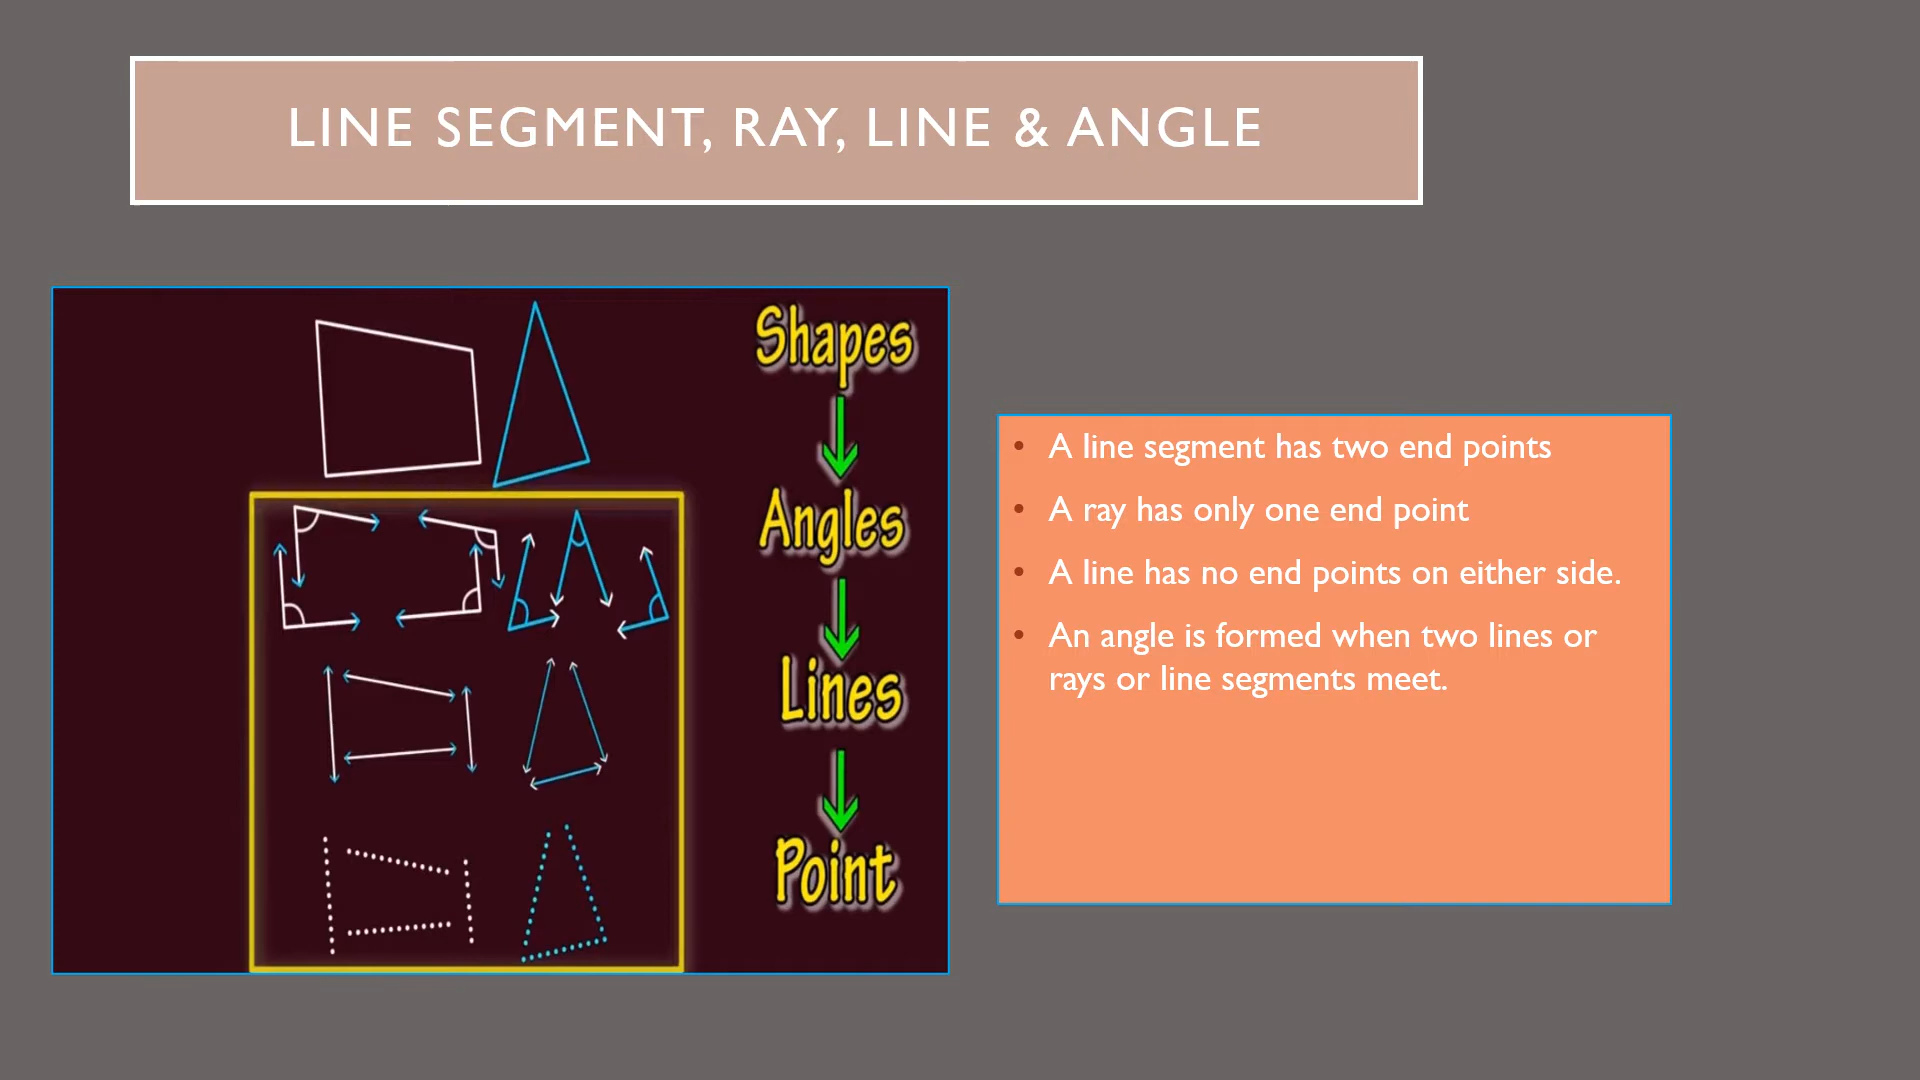 LINE SEGMENT, RAY, LINE & ANGLE
Shapes
Angles
Lines
Point
• A line segment has two end points
• A ray has only one end point
• A line has no end points on either side.
• An angle is formed when two lines or
rays or line segments meet.